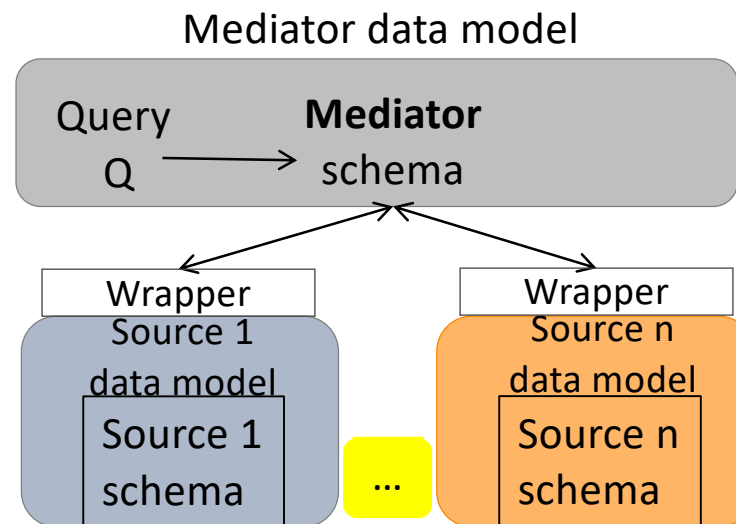 Mediator data model
Query
Q
Mediator
schema
Wrapper
Source 1
data model
Source 1
schema
...
Wrapper
Source n
data model
Source n
schema